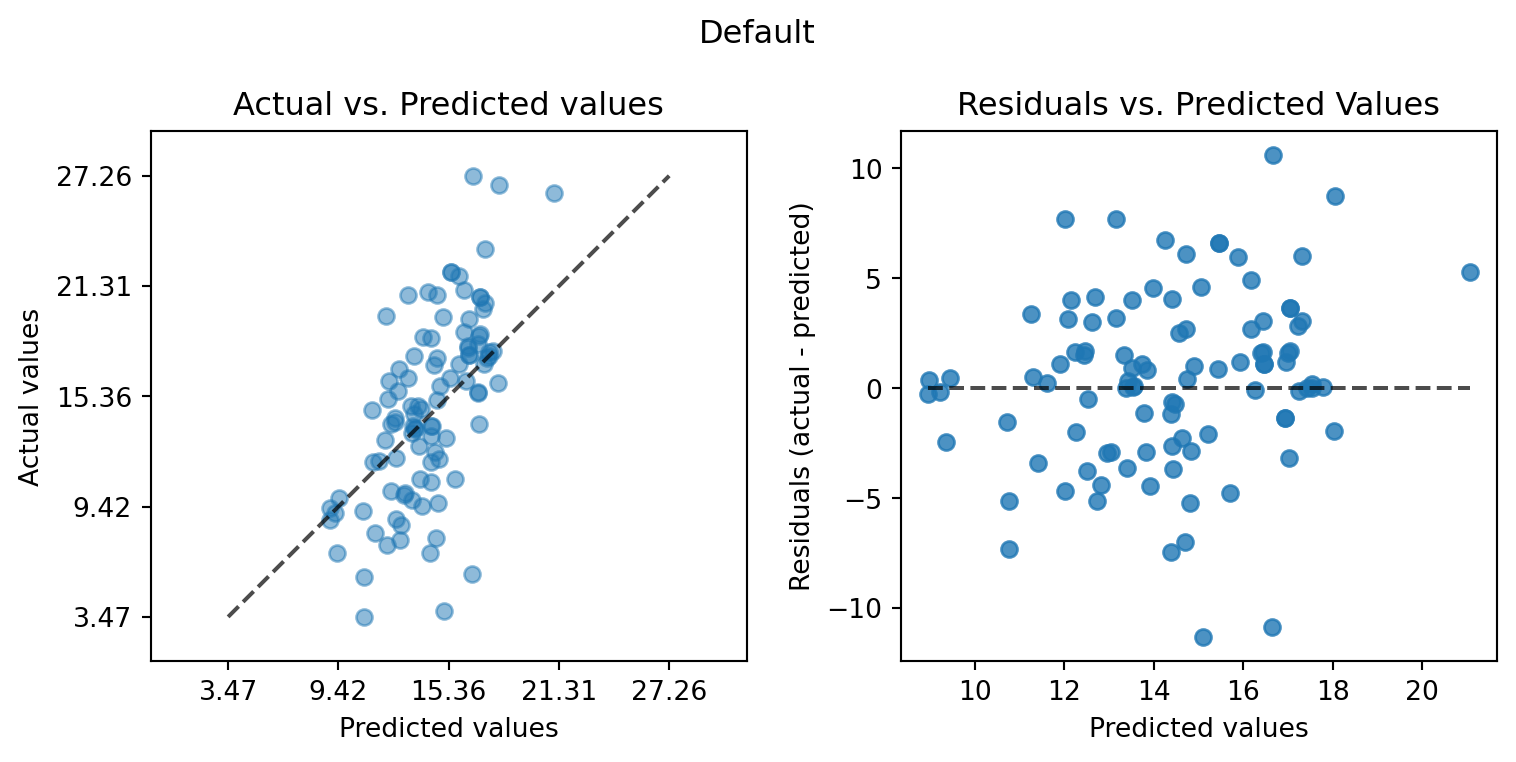 Default
Actual vs. Predicted values
27.26
21.31
15.36
9.42
3.47
Actual values
3.47 9.42 15.36 21.31 27.26
Predicted values
Residuals vs. Predicted Values
10
5
0
−5
−10
Residuals (actual - predicted)
10 12 14 16 18 20
Predicted values